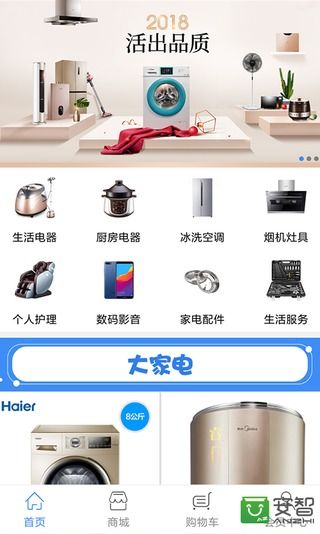 2018
活出品质
生活电器
厨房电器
冰洗空调
烟机灶具
个人护理
数码影音
家电配件
生活服务
大家电
Haier
8公斤
Midea
首页
商城
购物车
安智
ANZHI